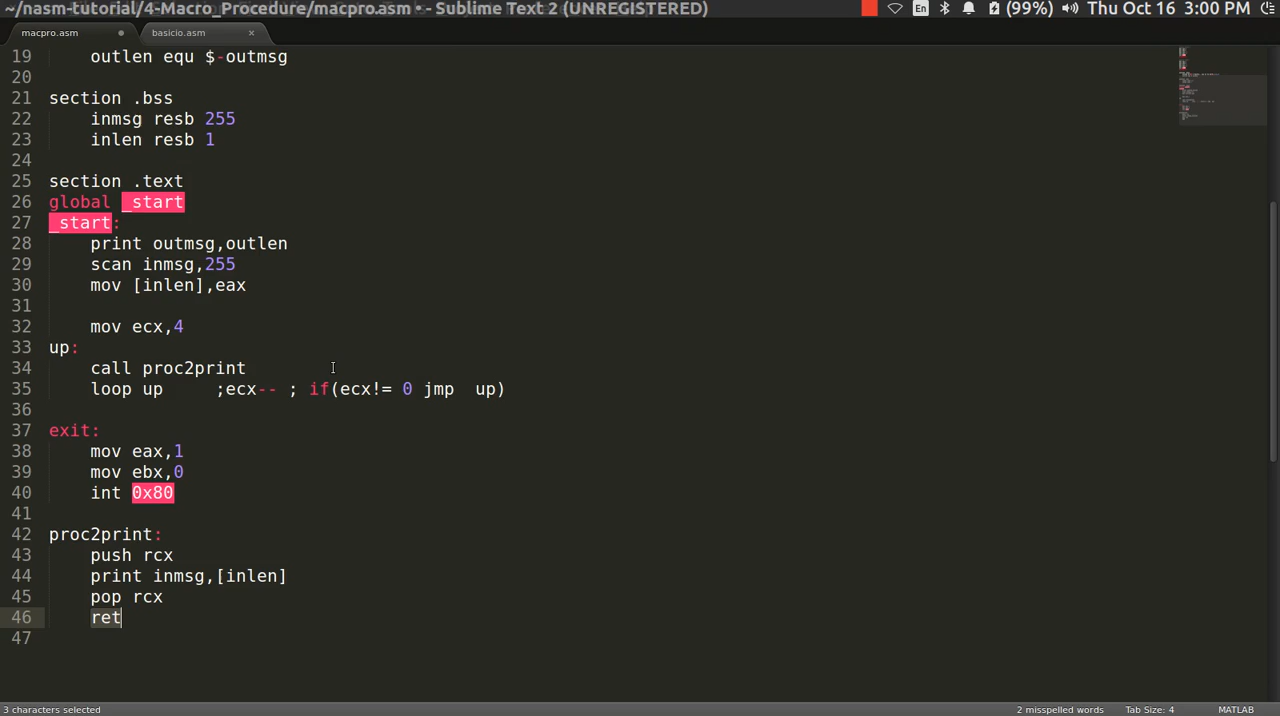 ~/nasm-Tutorial/4-Macro_Procedure/macpro.asm • - Sublime Text 2 (UNREGISTERED)
En (99%) Thu Oct 16 3:00 PM
macpro.asm basicio.asm
19 outlen equ $-outmsg
20
21 section .bss
22 inmsg resb 255
23 inlen resb 1
24
25 section .text
26 global _start
27 _start:
28 print outmsg,outlen
29 scan inmsg,255
30 mov [inlen],eax
31
32 mov ecx,4
33 up:
34 call proc2print
35 loop up ;ecx-- ; if(ecx!= 0 jmp up)
36
37 exit:
38 mov eax,1
39 mov ebx,0
40 int 0x80
41
42 proc2print:
43 push rcx
44 print inmsg,[inlen]
45 pop rcx
46 ret
47
3 characters selected 2 misspelled words Tab Size: 4 MATLAB